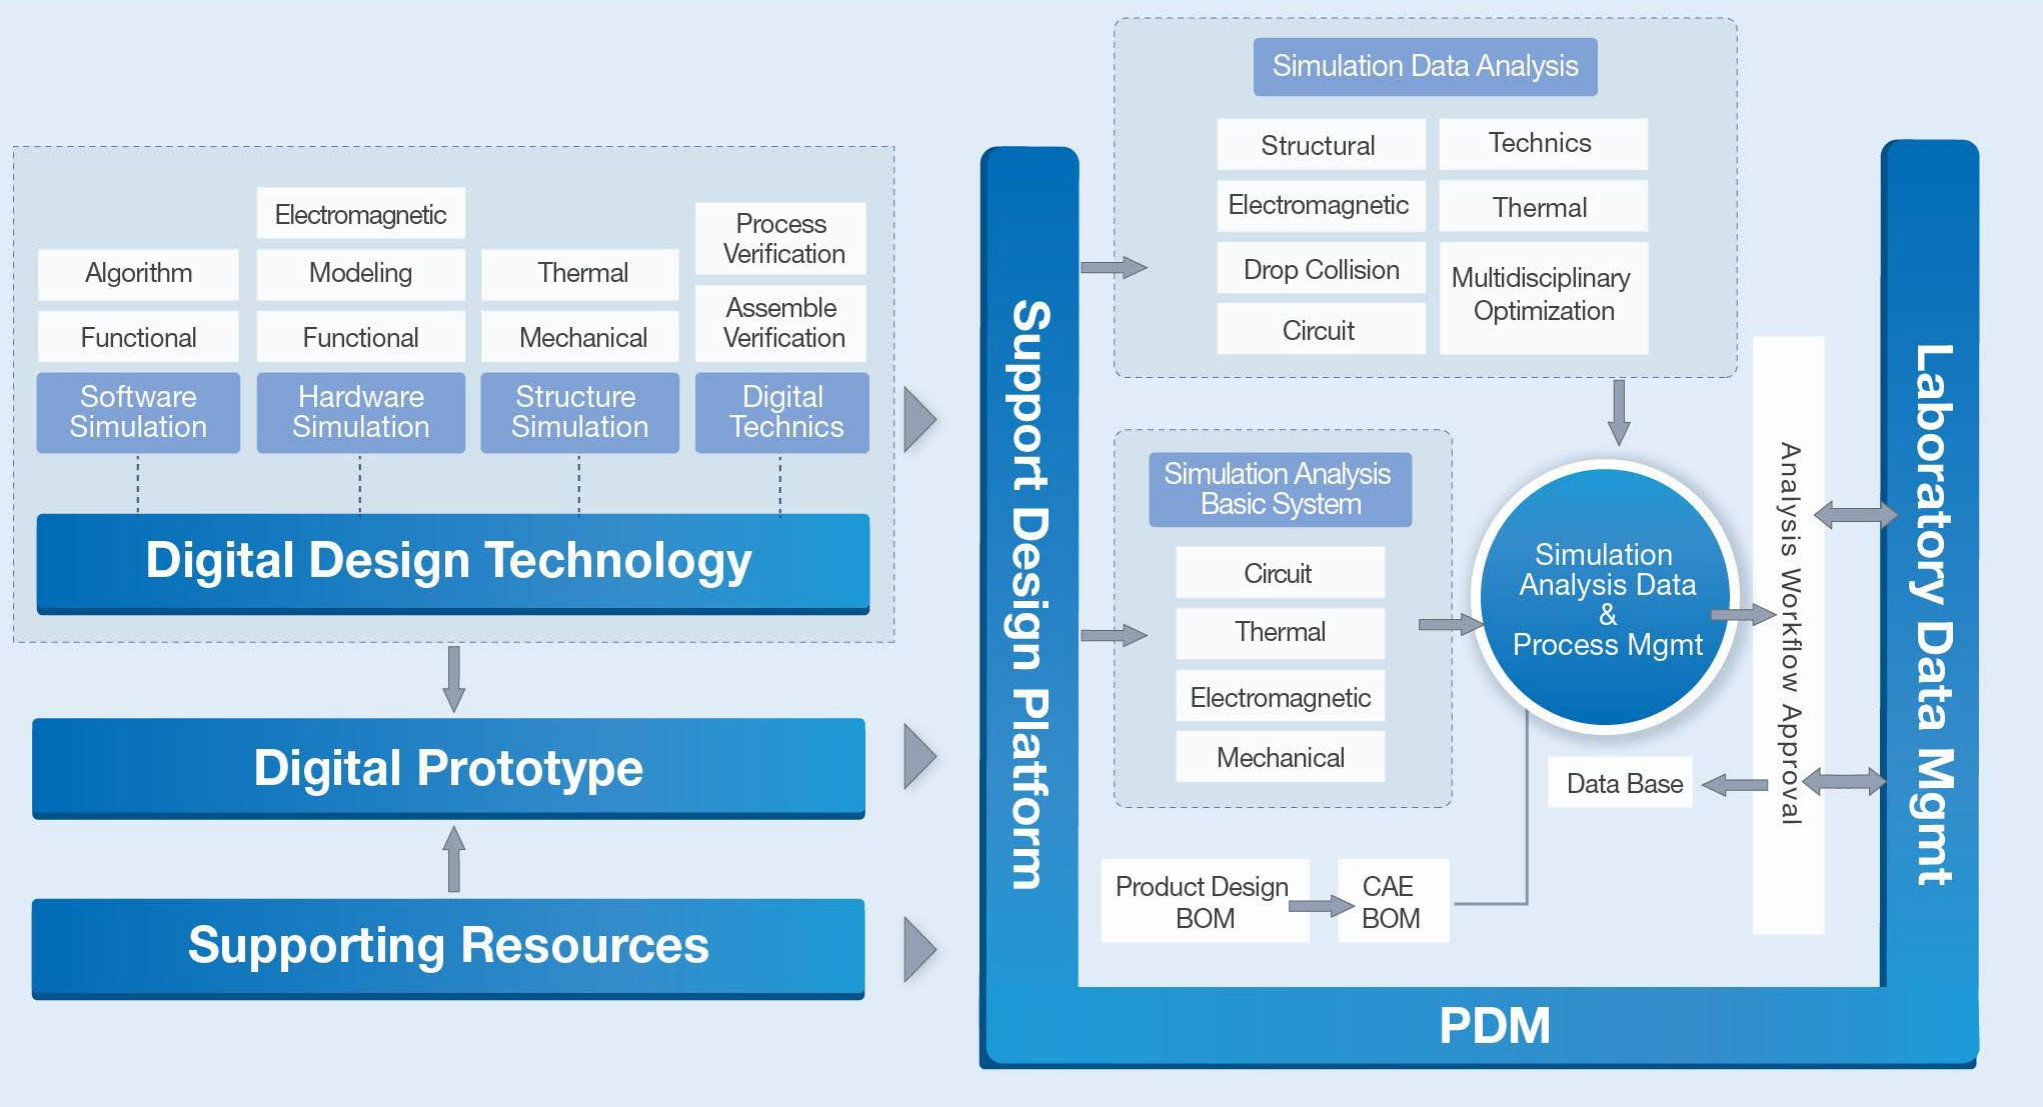 Electromagnetic
Algorithm
Modeling
Thermal
Process
Verification
Functional
Functional
Mechanical
Assemble
Verification
Software
Simulation
Hardware
Simulation
Structure
Simulation
Digital
Technics
Digital Design Technology
Digital Prototype
Supporting Resources
Support Design Platform
Simulation Data Analysis
Structural
Technics
Electromagnetic
Thermal
Drop Collision
Multidisciplinary
Optimization
Circuit
Simulation Analysis
Basic System
Circuit
Thermal
Electromagnetic
Mechanical
Simulation
Analysis Data
&
Process Mgmt
Data Base
Product Design
BOM
CAE
BOM
Analysis Workflow Approval
Laboratory Data Mgmt
PDM